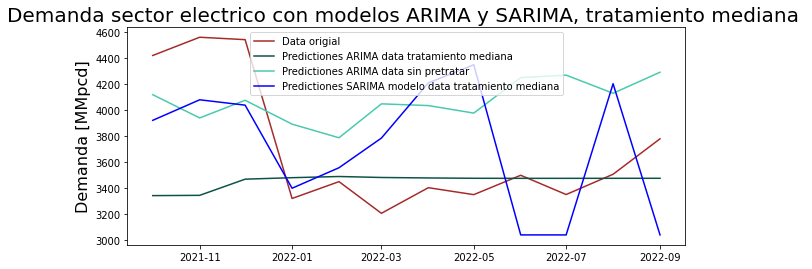 Demanda sector electrico con modelos ARIMA y SARIMA, tratamiento mediana
Demanda [MMpcd]
4600
4400
4200
4000
3800
3600
3400
3200
3000
Data origial
Predictiones ARIMA data tratamiento mediana
Predictiones ARIMA data sin pretratar
Predictiones SARIMA modelo data tratamiento mediana
2021-11
2022-01
2022-03
2022-05
2022-07
2022-09